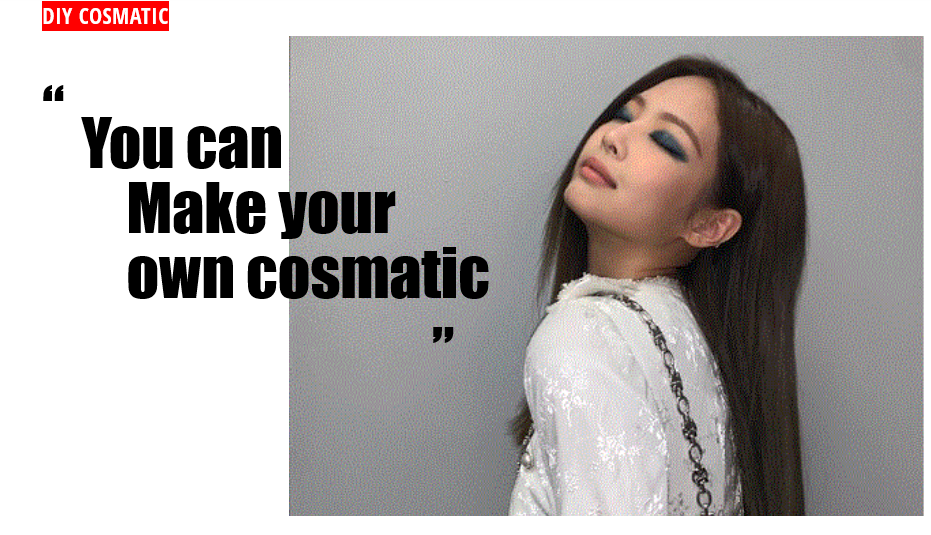 DIY COSMATIC
“
You can
Make your
own cosmatic
”